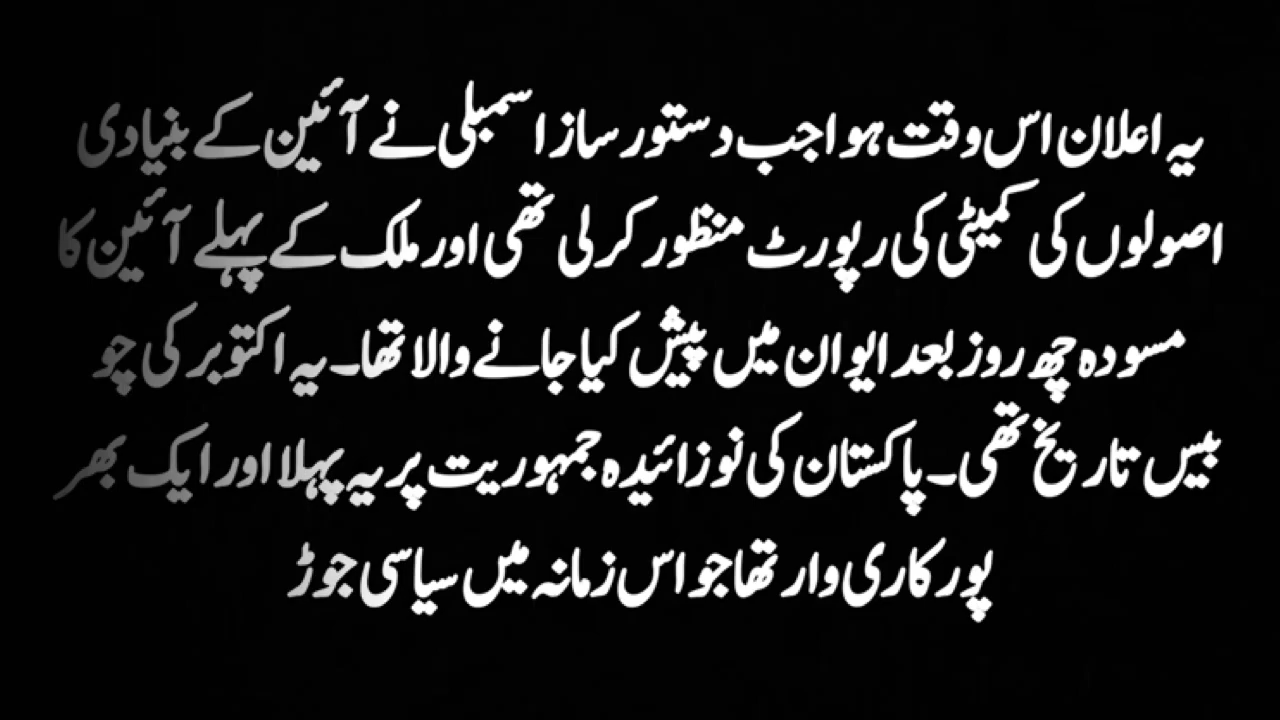 یہ اعلان اس وقت ہوا جب دستور ساز اسمبلی نے آئین کے بنیادی
اصولوں کی کمیٹی کی رپورٹ منظور کر لی تھی اور ملک کے پہلے آئین کا
مسودہ چھ روز بعد ایوان میں پیش کیا جانے والا تھا۔ یہ اکتوبر کی چو
بیس تاریخ تھی۔ پاکستان کی نوزائیدہ جمہوریت پر یہ پہلا اور ایک بھر
پور کاری وار تھا جو اس زمانہ میں سیاسی جوڑ